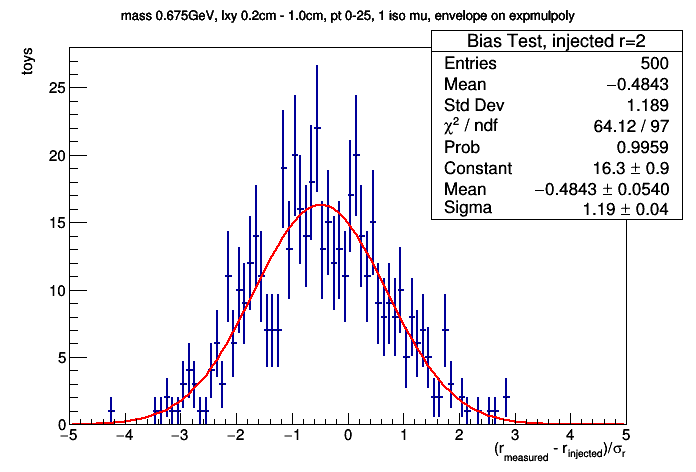 mass 0.675GeV, lxy 0.2cm - 1.0cm, pt 0-25, 1 iso mu, envelope on expmulpoly
Bias Test, injected r=2
Entries 500
Mean −0.4843
Std Dev 1.189
χ² / ndf 64.12 / 97
Prob 0.9959
Constant 16.3 ± 0.9
Mean −0.4843 ± 0.0540
Sigma 1.19 ± 0.04
toys
25
20
15
10
5
0
−5 −4 −3 −2 −1 0 1 2 3 4 5
(r_measured - r_injected)/σ_r